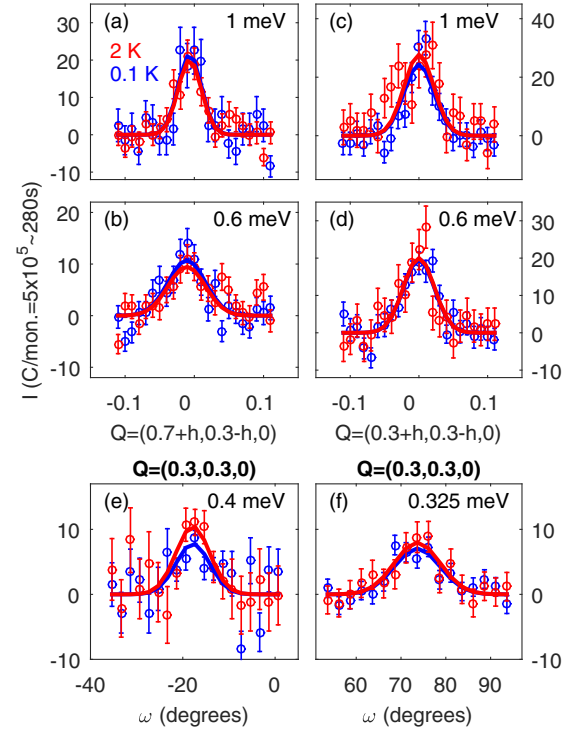 (a) 1 meV (c) 1 meV 40
30
2 K
0.1 K
20 20
10
0 0
-10
(b) 0.6 meV (d) 0.6 meV
20 30
20
10
10
0 0
-10 -10
-0.1 0 0.1 -0.1 0 0.1
Q=(0.7+h,0.3-h,0) Q=(0.3+h,0.3-h,0)
I (C/mon.=5x10⁵~280s)
Q=(0.3,0.3,0) Q=(0.3,0.3,0)
(e) 0.4 meV (f) 0.325 meV
10 10
0 0
-10 -10
-40 -20 0 60 70 80 90
ω (degrees) ω (degrees)